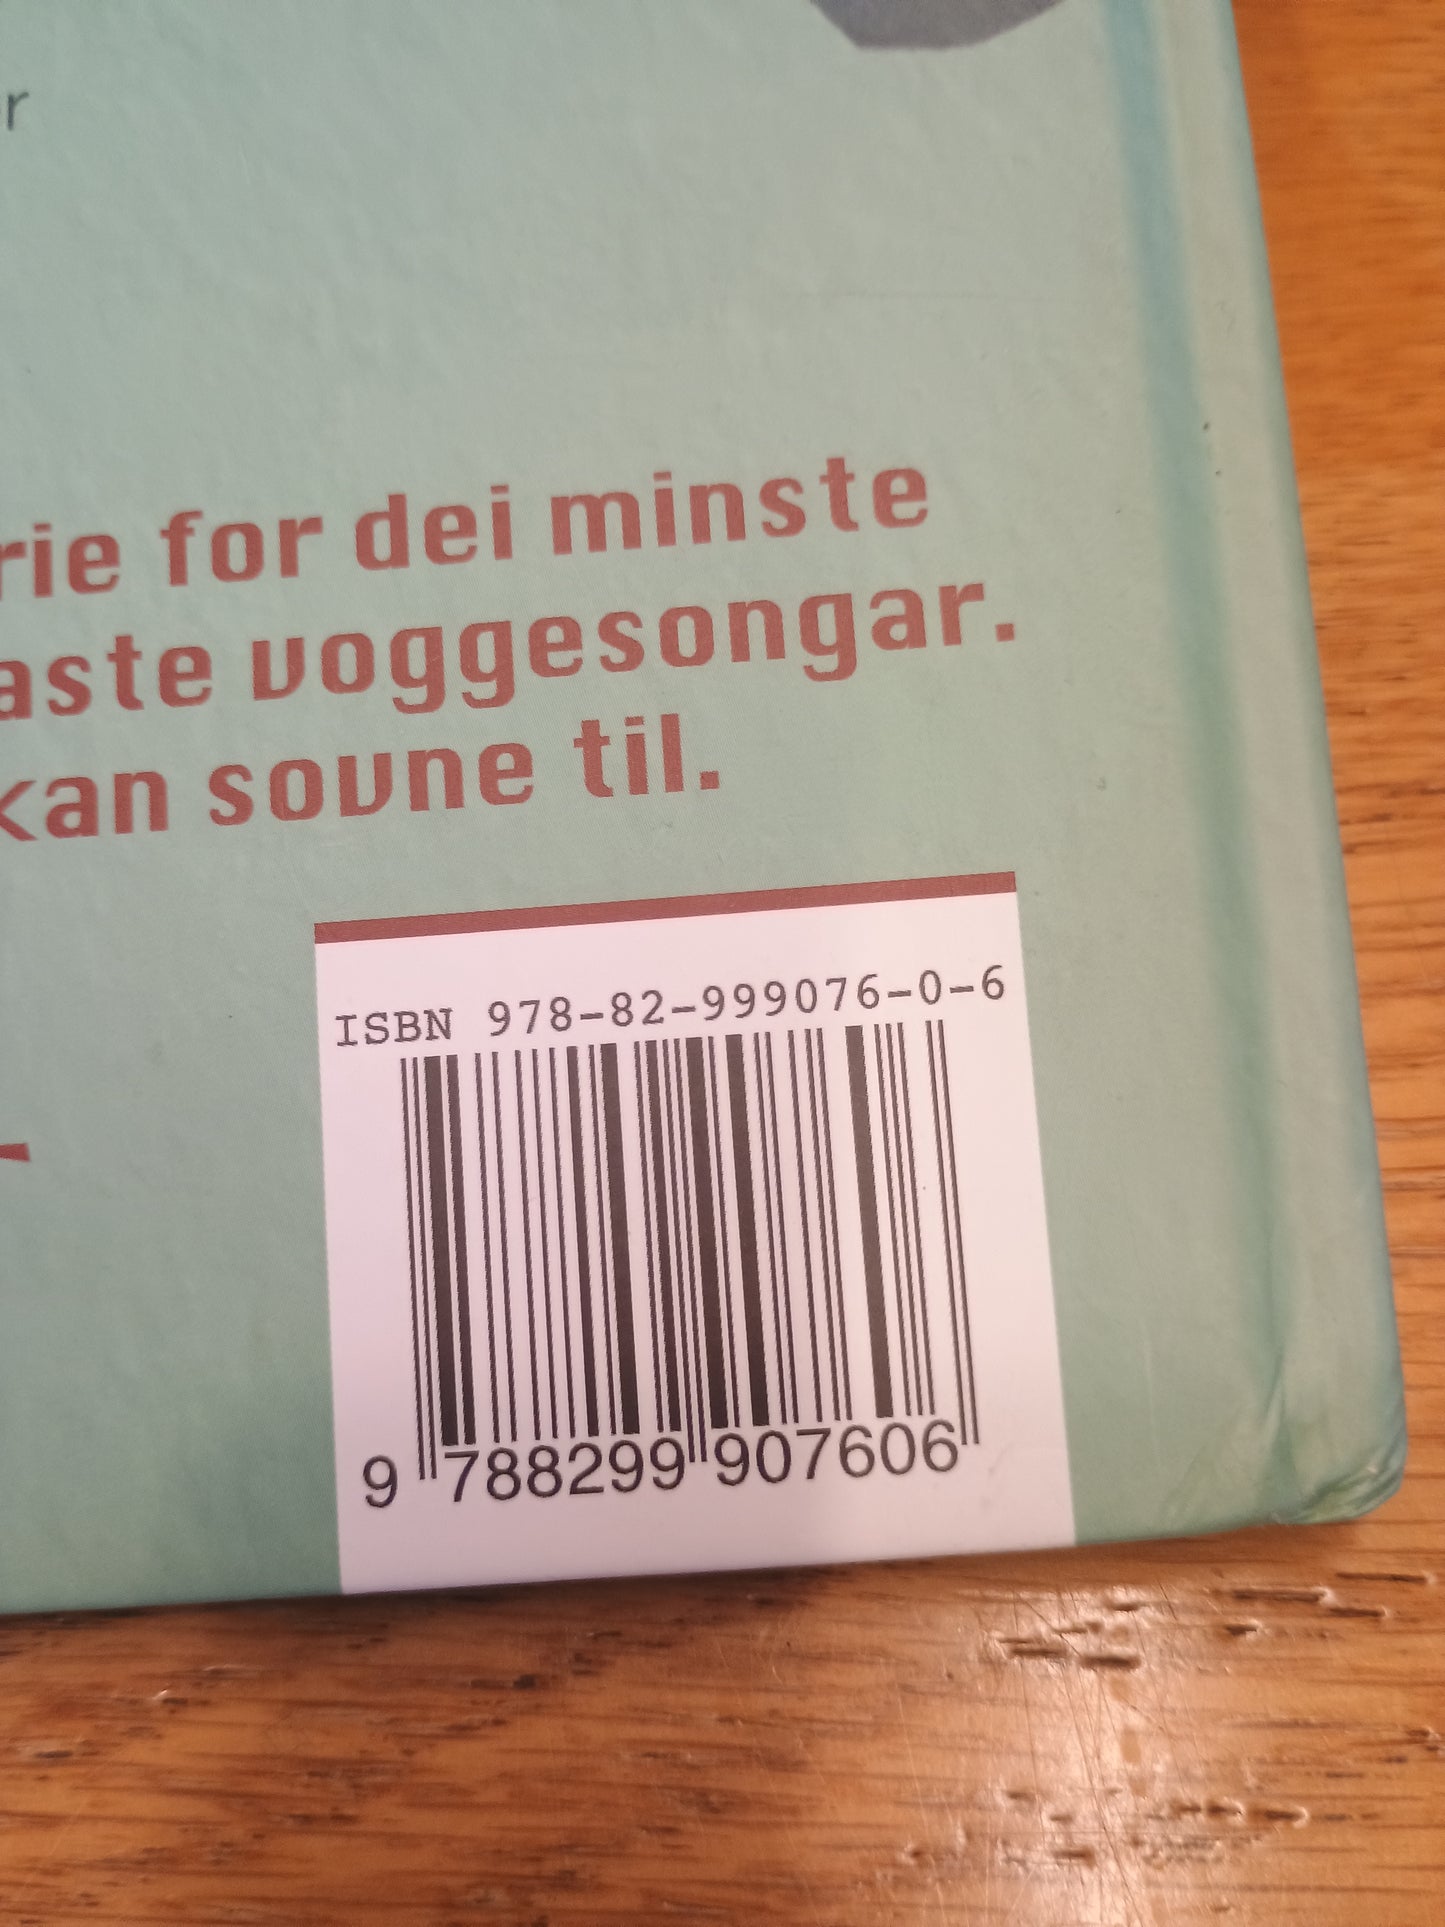 r
rie for dei minste
aste voggesongar.
kan sovne til.
ISBN 978-82-999076-0-6
9 788299 907606